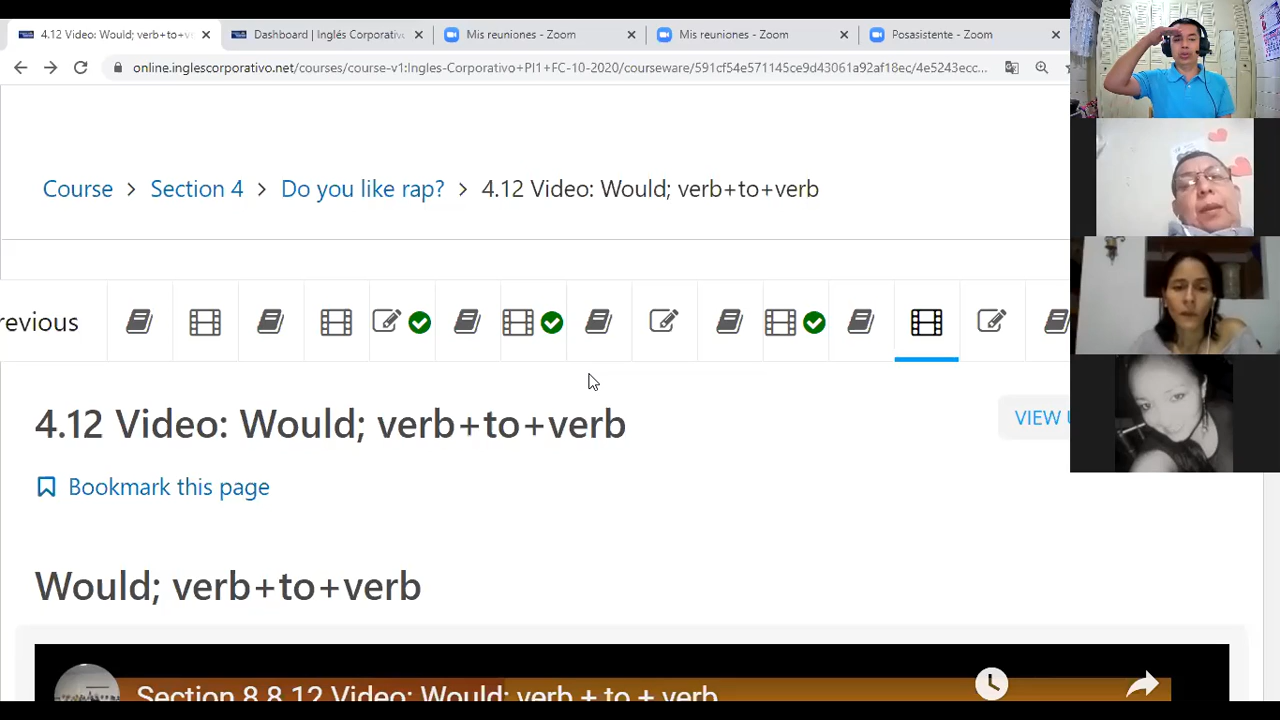 4.12 Video: Would; verb+to+v
Dashboard | Inglés Corporativ
Mis reuniones - Zoom
Mis reuniones - Zoom
Posasistente - Zoom
online.inglescorporativo.net/courses/course-v1:Ingles-Corporativo+PI1+FC-10-2020/courseware/591cf54e571145ce9d43061a92af18ec/4e5243ecc...
Course > Section 4 > Do you like rap? > 4.12 Video: Would; verb+to+verb
revious
4.12 Video: Would; verb+to+verb
VIEW
Bookmark this page
Would; verb+to+verb
Section 8 8.12 Video: Would; verb + to + verb